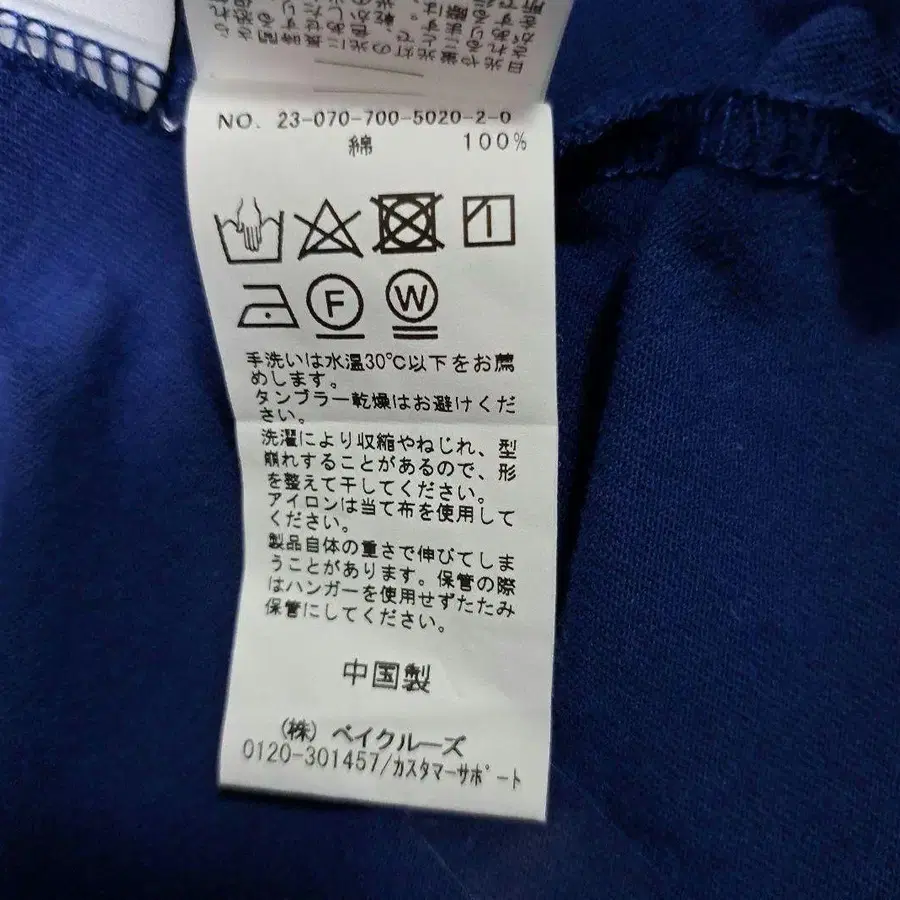 NO. 23-070-700-5020-2-0
綿 100%
F W
手洗いは水温30℃以下をお薦
めします。
タンブラー乾燥はお避けくだ
さい。
洗濯により収縮やねじれ、型
崩れすることがあるので、形
を整えて干してください。
アイロンは当て布を使用して
ください。
製品自体の重さで伸びてしま
うことがあります。保管の際
はハンガーを使用せずたたみ
保管にしてください。
中国製
(株) ベイクルーズ
0120-301457/カスタマーサポート